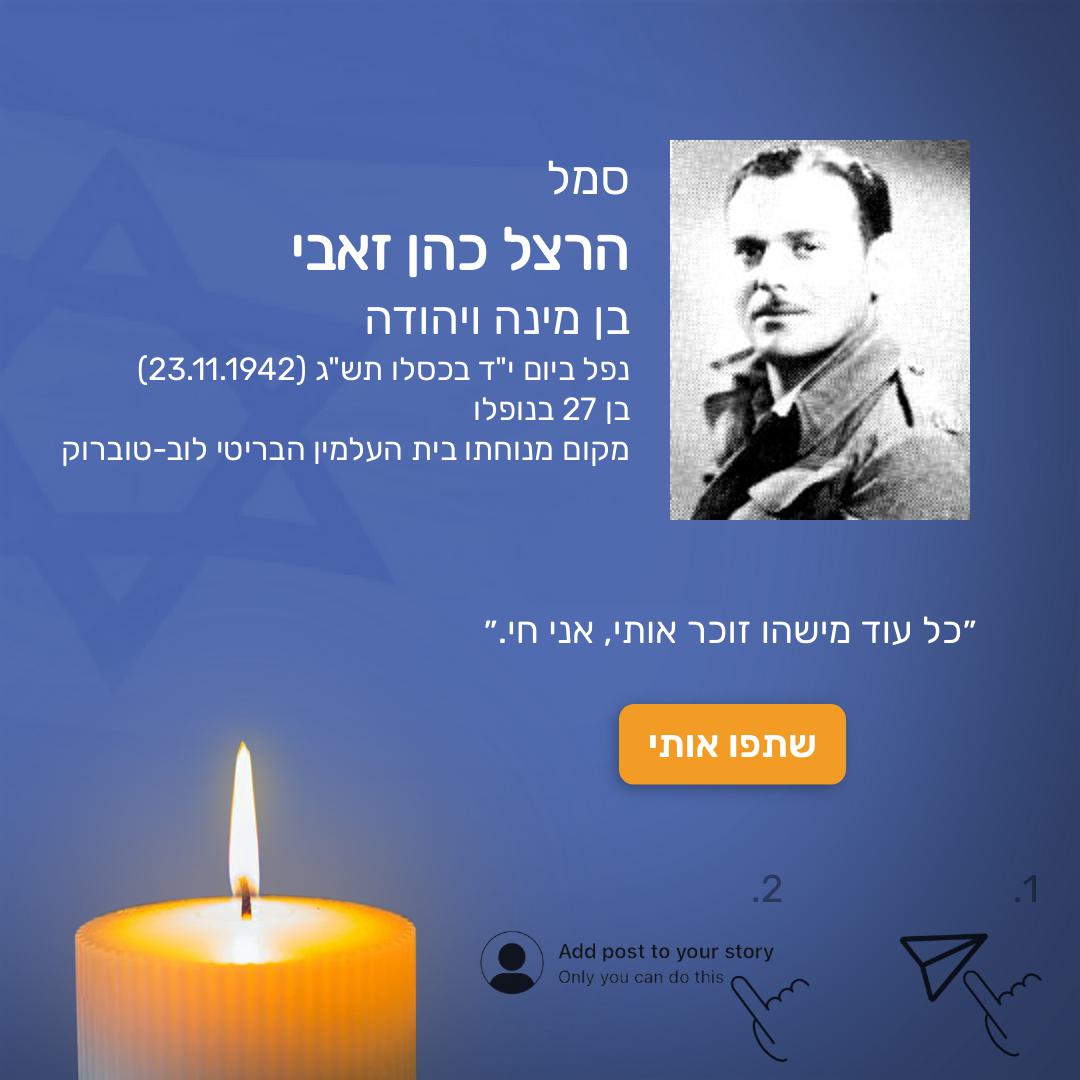 סמל
הרצל כהן זאבי
בן מינה ויהודה
נפל ביום י"ד בכסלו תש"ג (23.11.1942)
בן 27 בנופלו
מקום מנוחתו בית העלמין הבריטי לוב-טוברוק
״כל עוד מישהו זוכר אותי, אני חי.״
שתפו אותי
.1
.2
Add post to your story
Only you can do this